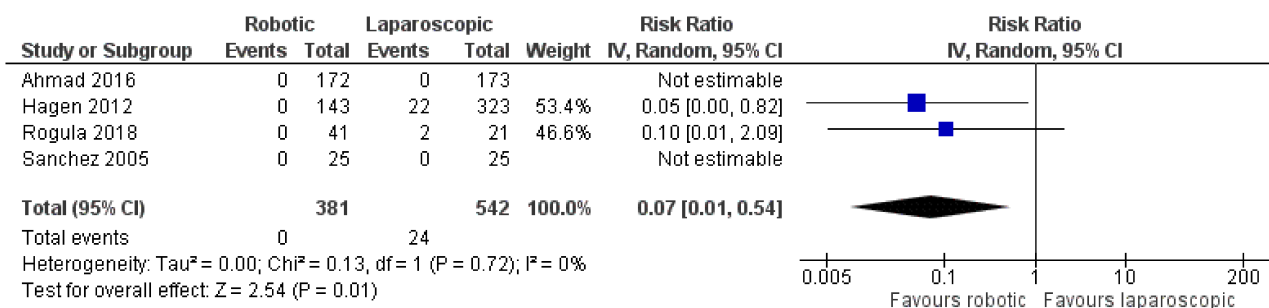 Robotic Laparoscopic Risk Ratio Risk Ratio
Study or Subgroup Events Total Events Total Weight IV, Random, 95% CI IV, Random, 95% CI
Ahmad 2016 0 172 0 173 Not estimable
Hagen 2012 0 143 22 323 53.4% 0.05 [0.00, 0.82]
Rogula 2018 0 41 2 21 46.6% 0.10 [0.01, 2.09]
Sanchez 2005 0 25 0 25 Not estimable
Total (95% CI) 381 542 100.0% 0.07 [0.01, 0.54]
Total events 0 24
Heterogeneity: Tau² = 0.00; Chi² = 0.13, df = 1 (P = 0.72); I² = 0%
Test for overall effect: Z = 2.54 (P = 0.01)
0.005 0.1 1 10 200
Favours robotic Favours laparoscopic